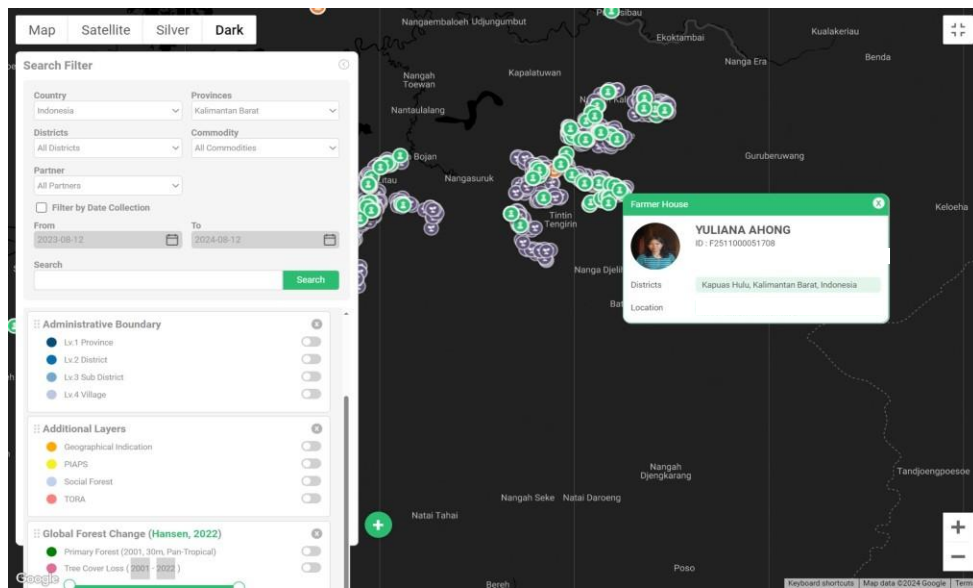 Map Satellite Silver Dark
Search Filter
Country Provinces
Indonesia Kalimantan Barat
Districts Commodity
All Districts All Commodities
Partner
All Partners
Filter by Date Collection
From To
2023-08-12 2024-08-12
Search
Search
Administrative Boundary
Lv.1 Province
Lv.2 District
Lv.3 Sub District
Lv.4 Village
Additional Layers
Geographical Indication
PIAPS
Social Forest
TORA
Global Forest Change (Hansen, 2022)
Primary Forest (2001, 30m, Pan-Tropical)
Tree Cover Loss ( 2001 - 2022 )
Google
Nangaembaloeh Udjungumbut
Ekoktambai
Kualakeriau
Nanga Era
Benda
Nangah
Toewan
Kapalatuwan
Nantaulalang
Bojan
Nangasuruk
Guruberuwang
Keloeha
Tintin
Tengirin
Farmer House
YULIANA AHONG
ID : F2511000051708
Districts Kapuas Hulu, Kalimantan Barat, Indonesia
Location
Nangah
Djengkarang
Tandjoengpoesoe
Nangah Seke Natai Daroeng
Natai Tahai
Poso
Bereh
Keyboard shortcuts Map data ©2024 Google Term